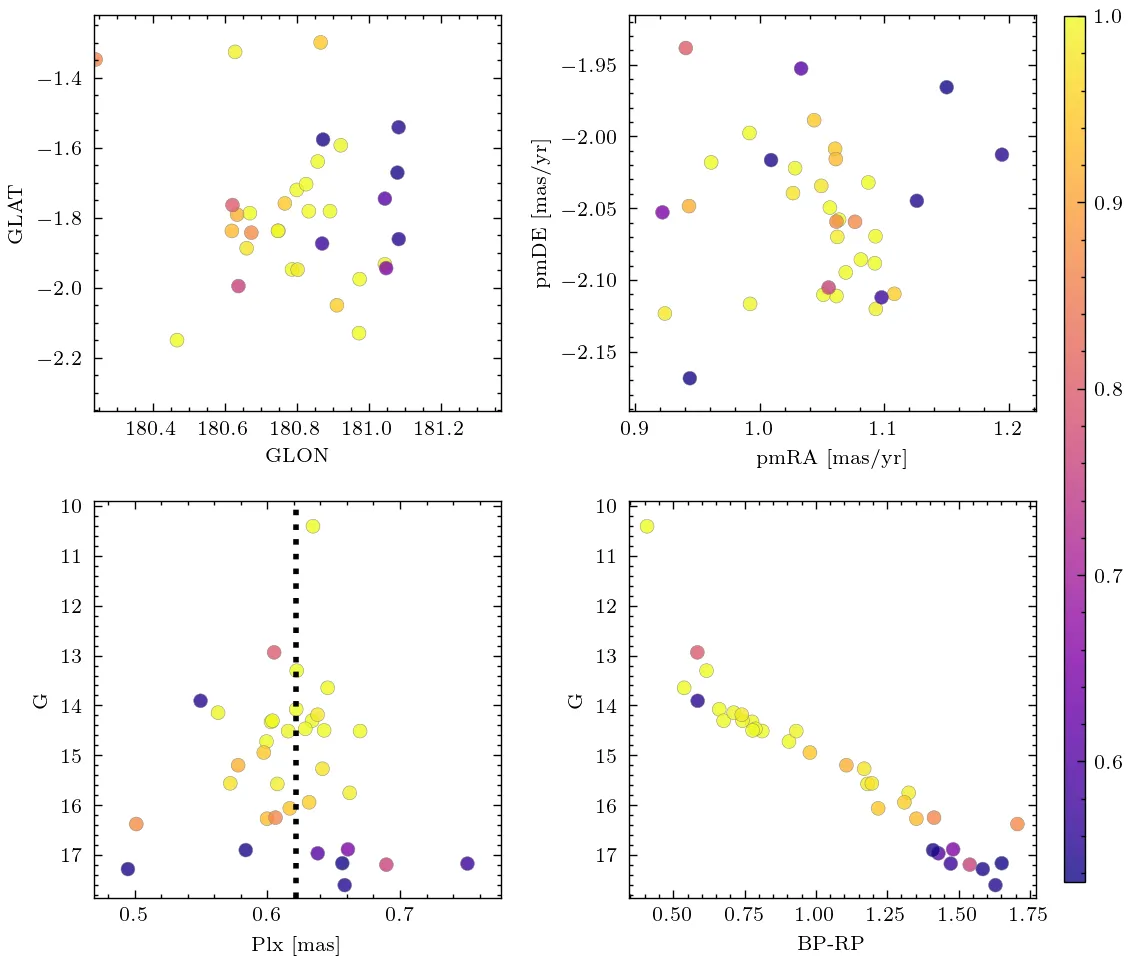 −1.4
−1.6
−1.8
−2.0
−2.2
GLAT
180.4 180.6 180.8 181.0 181.2
GLON
−1.95
−2.00
−2.05
−2.10
−2.15
pmDE [mas/yr]
0.9 1.0 1.1 1.2
pmRA [mas/yr]
1.0
0.9
0.8
0.7
0.6
10
11
12
13
14
15
16
17
G
0.5 0.6 0.7
Plx [mas]
10
11
12
13
14
15
16
17
G
0.50 0.75 1.00 1.25 1.50 1.75
BP-RP